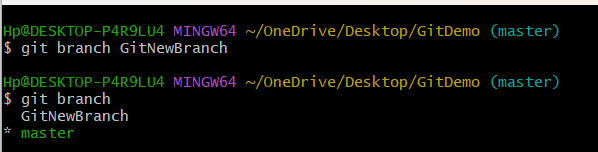 Hp@DESKTOP-P4R9LU4 MINGW64 ~/OneDrive/Desktop/GitDemo (master)
$ git branch GitNewBranch
Hp@DESKTOP-P4R9LU4 MINGW64 ~/OneDrive/Desktop/GitDemo (master)
$ git branch
  GitNewBranch
* master